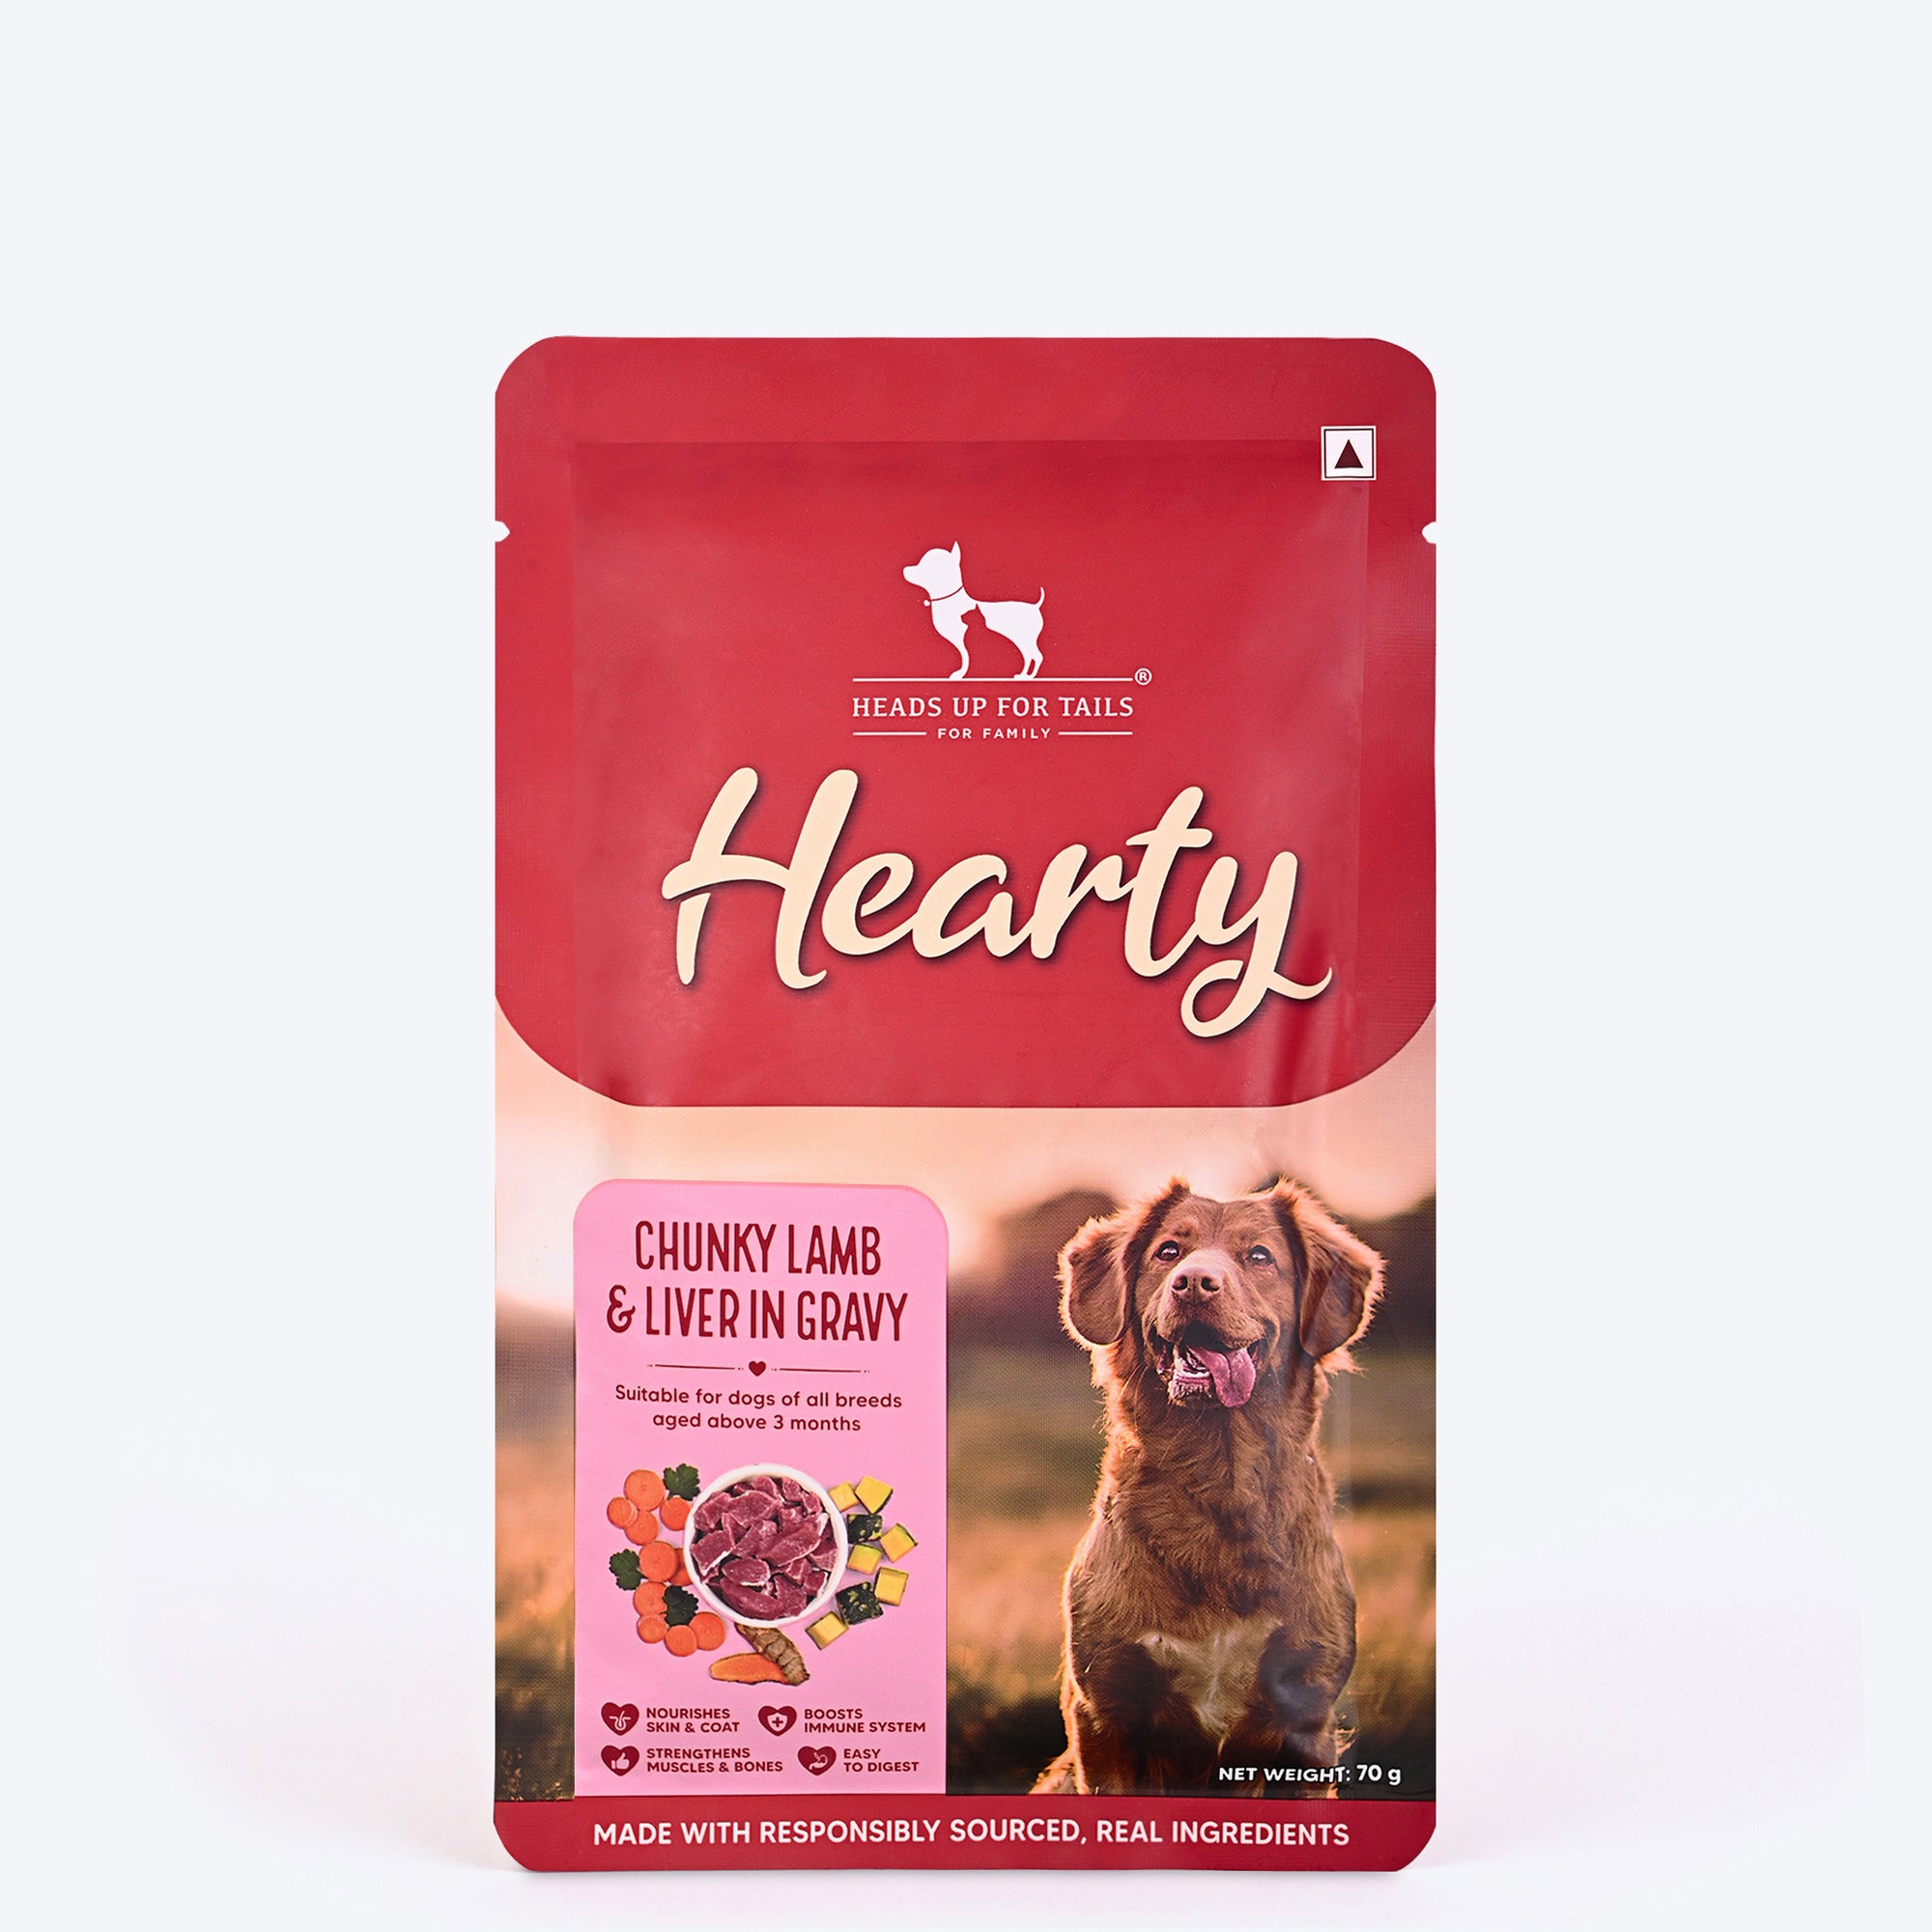 HEADS UP FOR TAILS ®
FOR FAMILY
Hearty
CHUNKY LAMB
& LIVER IN GRAVY
Suitable for dogs of all breeds
aged above 3 months
NOURISHES
SKIN & COAT
BOOSTS
IMMUNE SYSTEM
STRENGTHENS
MUSCLES & BONES
EASY
TO DIGEST
NET WEIGHT: 70 g
MADE WITH RESPONSIBLY SOURCED, REAL INGREDIENTS